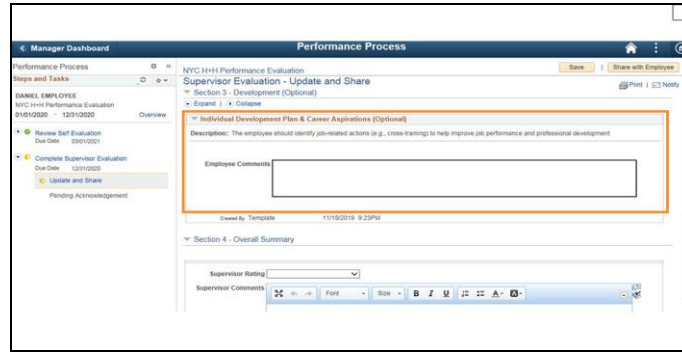 Manager Dashboard
Performance Process
Performance Process
Steps and Tasks
DANIEL EMPLOYEE
NYC H+H Performance Evaluation
01/01/2020 - 12/31/2020 Overview
Review Self Evaluation
Due Date 03/01/2021
Complete Supervisor Evaluation
Due Date 12/31/2020
Update and Share
Pending Acknowledgement
NYC H+H Performance Evaluation
Save | Share with Employee
Supervisor Evaluation - Update and Share
Print | Notify
Section 3 - Development (Optional)
Expand | Collapse
Individual Development Plan & Career Aspirations (Optional)
Description: The employee should identify job-related actions (e.g., cross-training) to help improve job performance and professional development
Employee Comments
Created By Template 11/18/2019 9:23PM
Section 4 - Overall Summary
Supervisor Rating
Supervisor Comments
Font Size B I U A